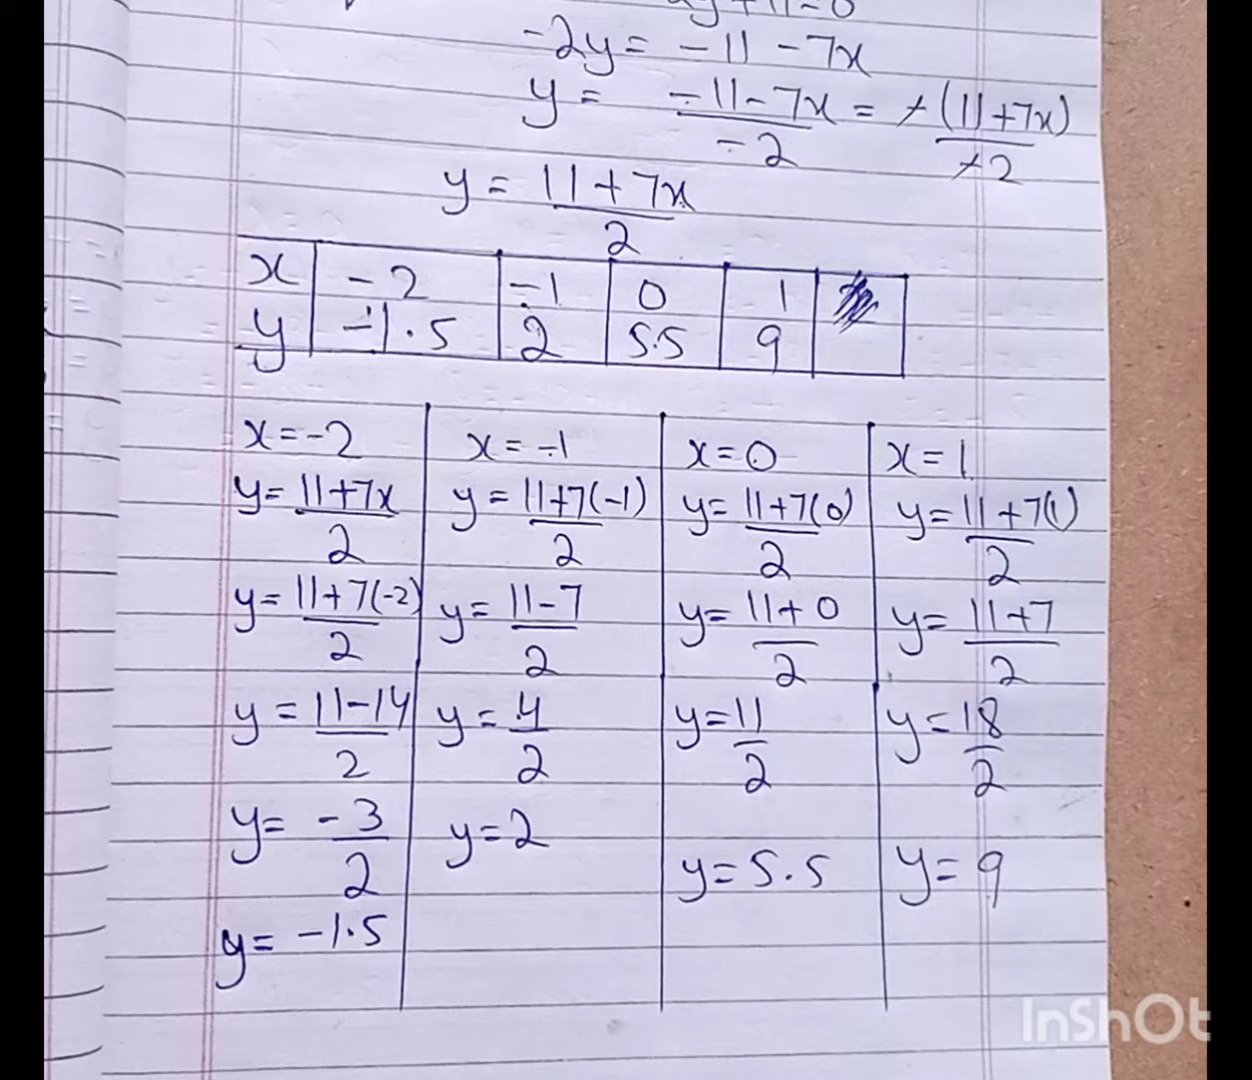 2y+11=0
-2y = -11 - 7x
y = -11-7x/-2 = -(11+7x)/-2
y = 11+7x/2
x | -2 | -1 | 0 | 1
y | -1.5 | 2 | 5.5 | 9
x=-2
y=11+7x/2
y=11+7(-2)/2
y=11-14/2
y=-3/2
y=-1.5
x=-1
y=11+7(-1)/2
y=11-7/2
y=4/2
y=2
x=0
y=11+7(0)/2
y=11+0/2
y=11/2
y=5.5
x=1
y=11+7(1)/2
y=11+7/2
y=18/2
y=9
InShOt